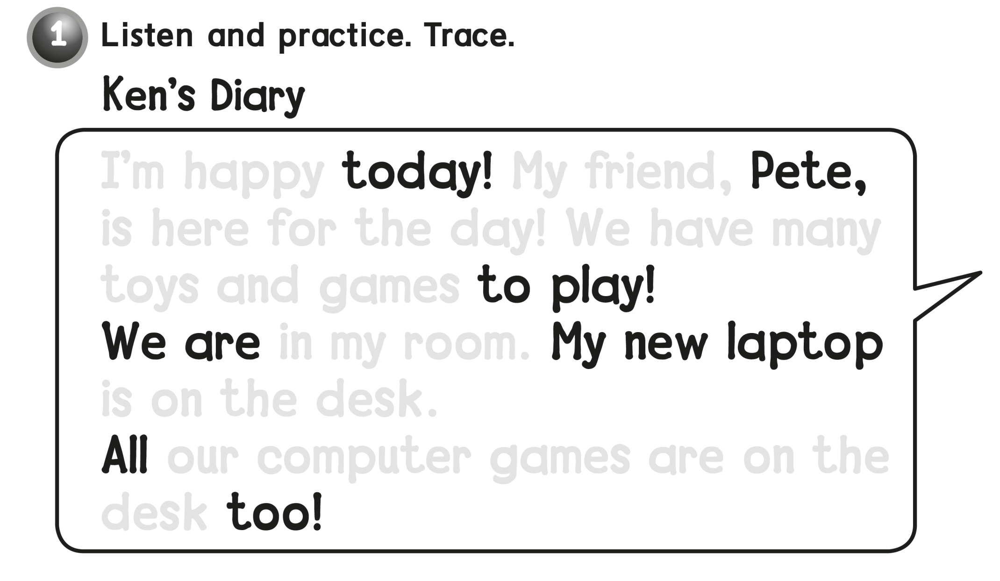 1 Listen and practice. Trace.
Ken's Diary
I'm happy today! My friend, Pete,
is here for the day! We have many
toys and games to play!
We are in my room. My new laptop
is on the desk.
All our computer games are on the
desk too!